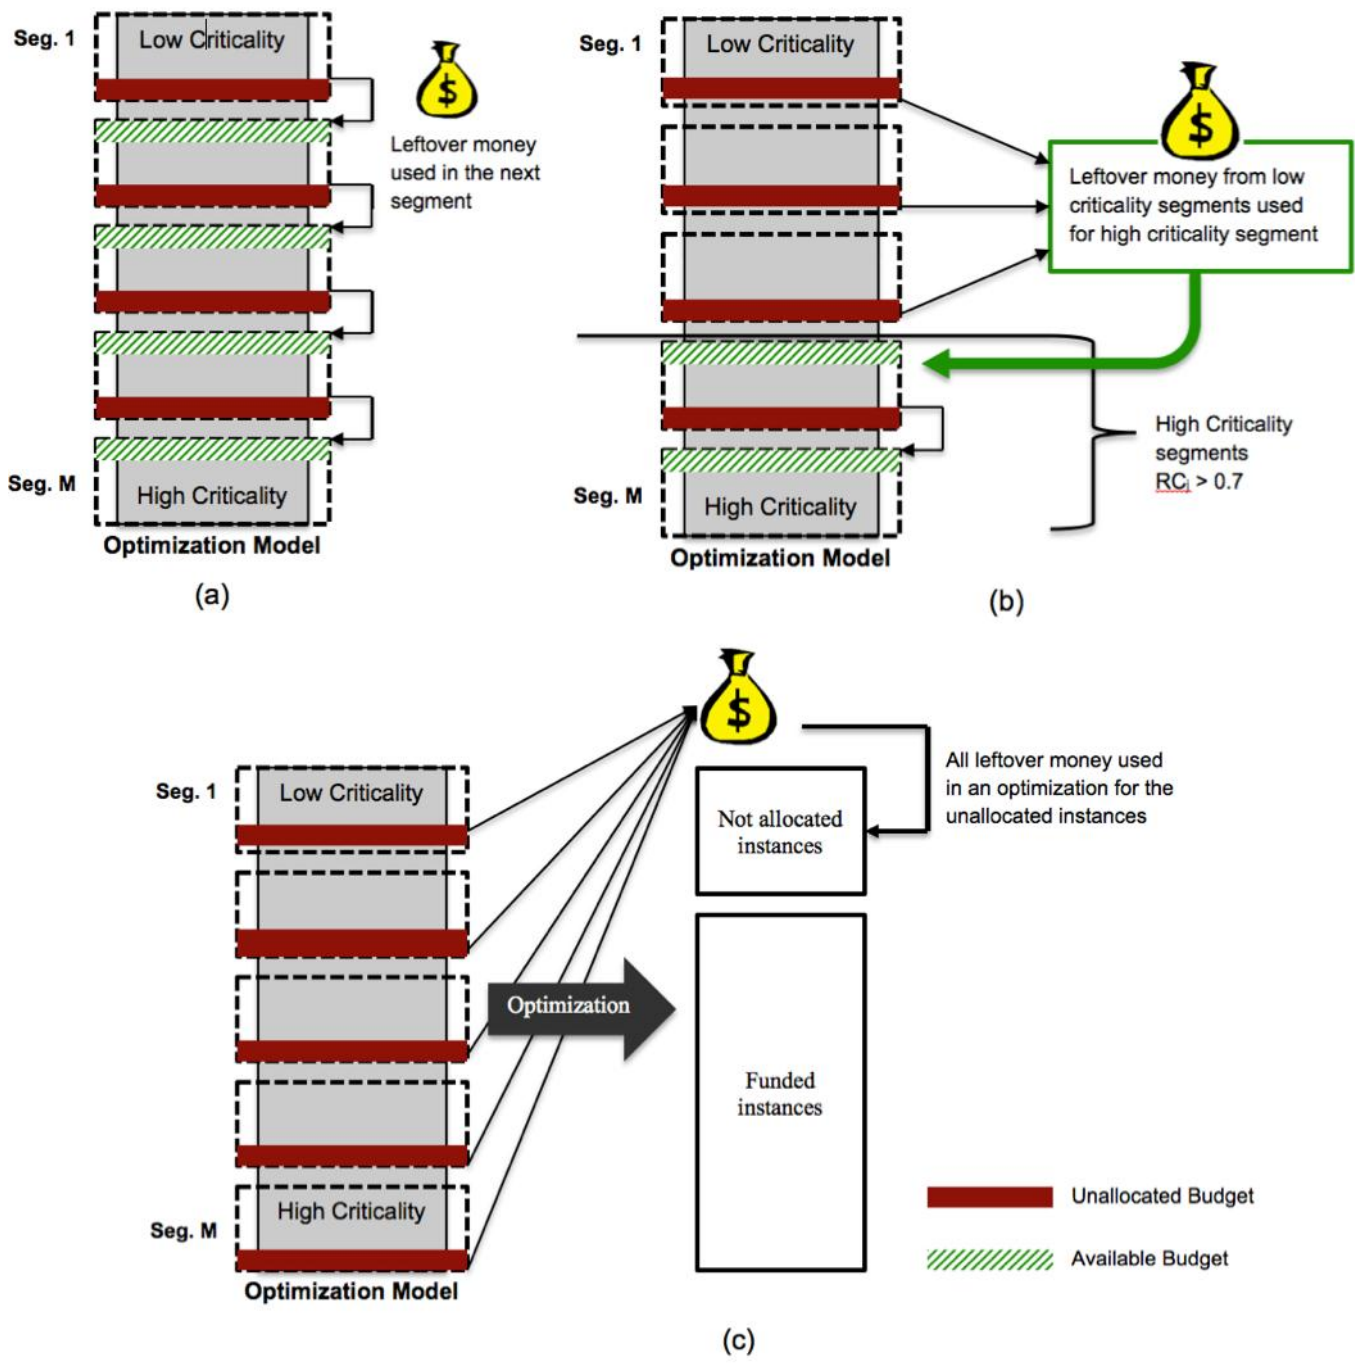 Seg. 1
Low Criticality
$
Leftover money
used in the next
segment
Seg. M
High Criticality
Optimization Model
(a)
Seg. 1
Low Criticality
$
Leftover money from low
criticality segments used
for high criticality segment
High Criticality
segments
RCj > 0.7
Seg. M
High Criticality
Optimization Model
(b)
$
All leftover money used
in an optimization for the
unallocated instances
Seg. 1
Low Criticality
Not allocated
instances
Optimization
Funded
instances
Seg. M
High Criticality
Optimization Model
Unallocated Budget
Available Budget
(c)